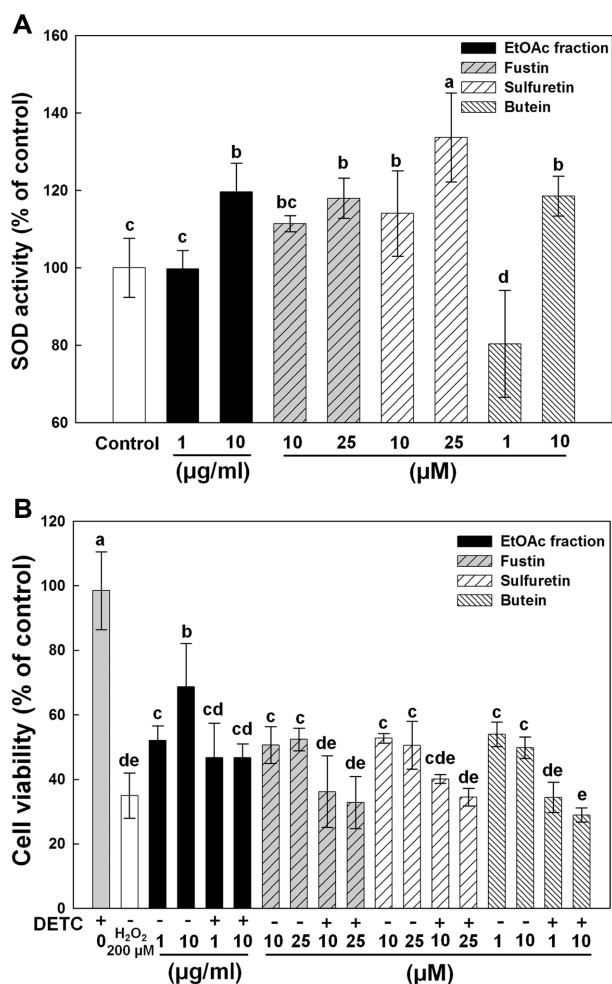 A
160
140
120
100
80
60
SOD activity (% of control)
EtOAc fraction
Fustin
Sulfuretin
Butein
c c b bc b b a d b
Control 1 10 10 25 10 25 1 10
(µg/ml) (µM)
B
120
100
80
60
40
20
0
Cell viability (% of control)
EtOAc fraction
Fustin
Sulfuretin
Butein
a de c b cd cd c c de de c c cde de c c de e
DETC + - - - + + - - + + - - + + - - + +
0 H₂O₂ 200 µM 1 10 1 10 10 25 10 25 10 25 10 25 1 10 1 10
(µg/ml) (µM)